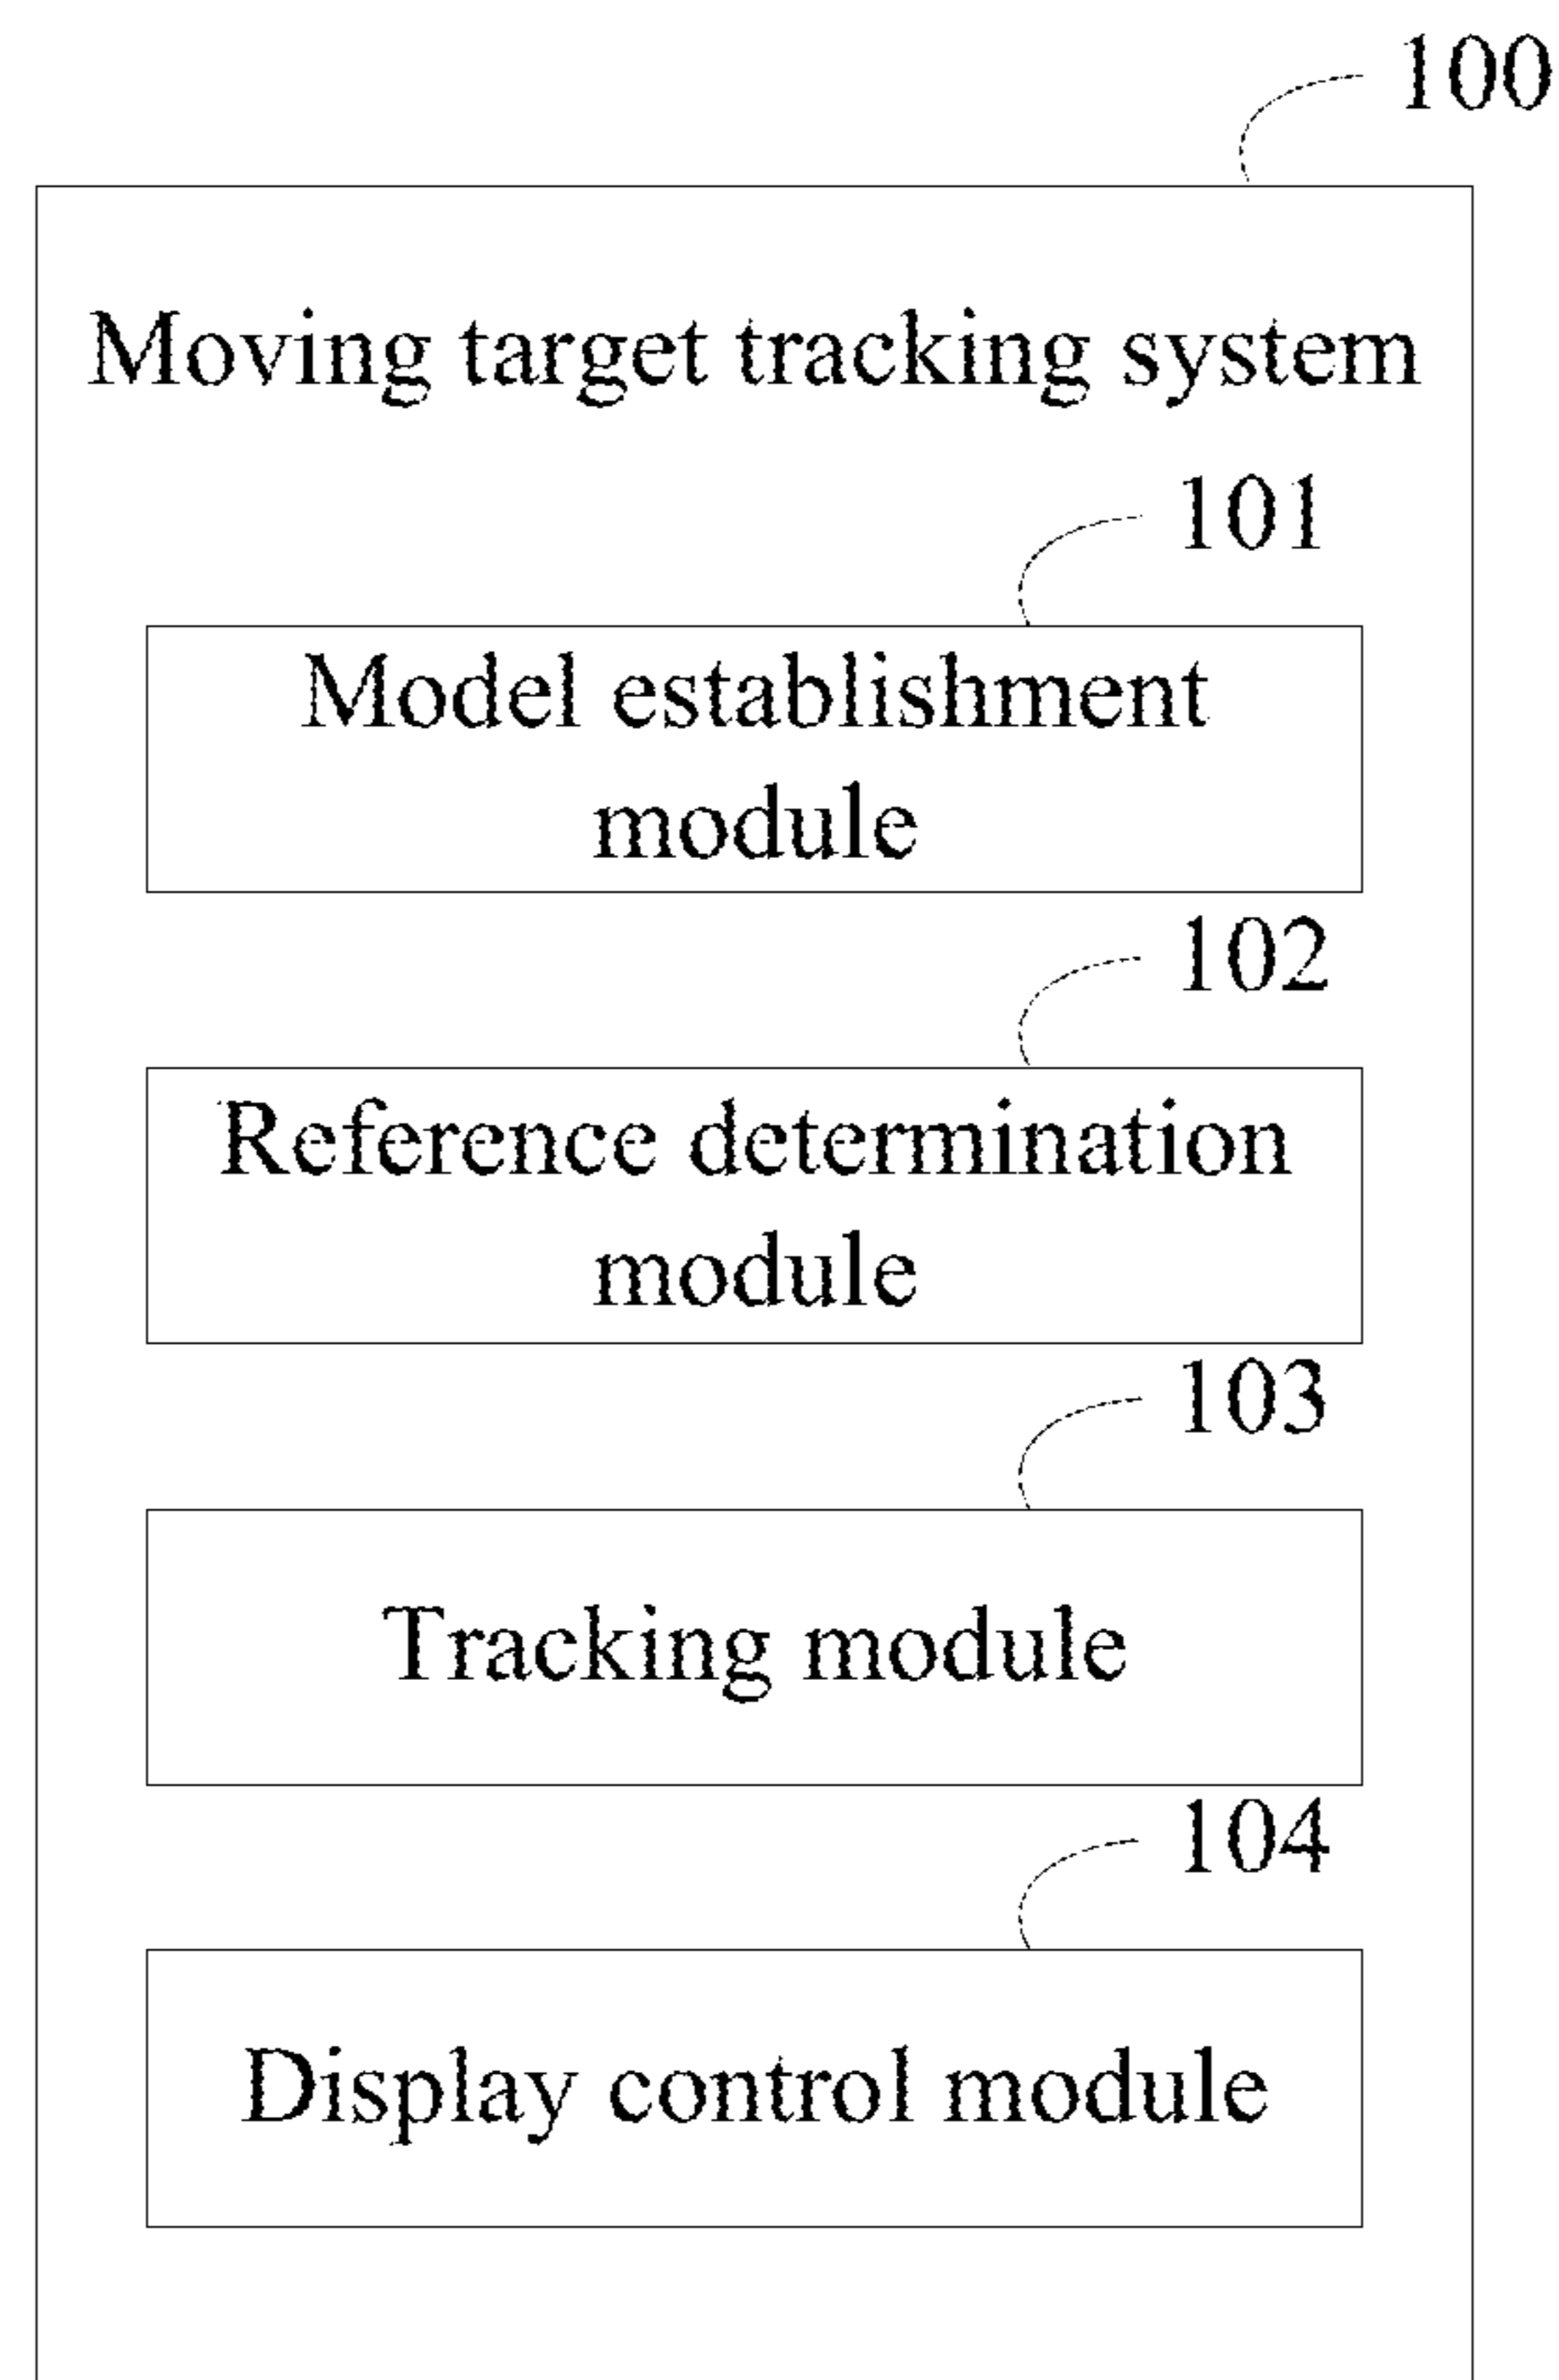 100
Moving target tracking system
101
Model establishment
module
102
Reference determination
module
103
Tracking module
104
Display control module